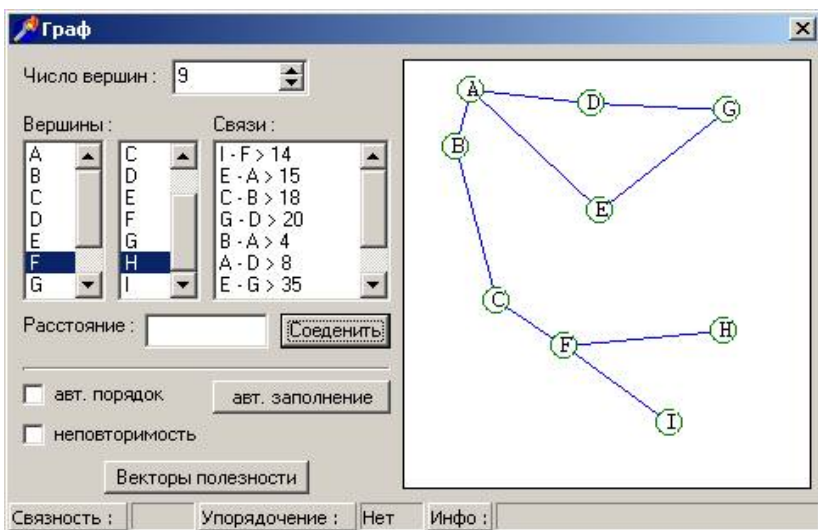 Граф
Число вершин : 9
Вершины :
Связи :
A
B
C
D
E
F
G
C
D
E
F
G
H
I
I - F > 14
E - A > 15
C - B > 18
G - D > 20
B - A > 4
A - D > 8
E - G > 35
Расстояние :
Соеденить
авт. порядок
авт. заполнение
неповторимость
Векторы полезности
Связность :
Упорядочение : Нет
Инфо :
A
D
G
B
E
C
F
H
I